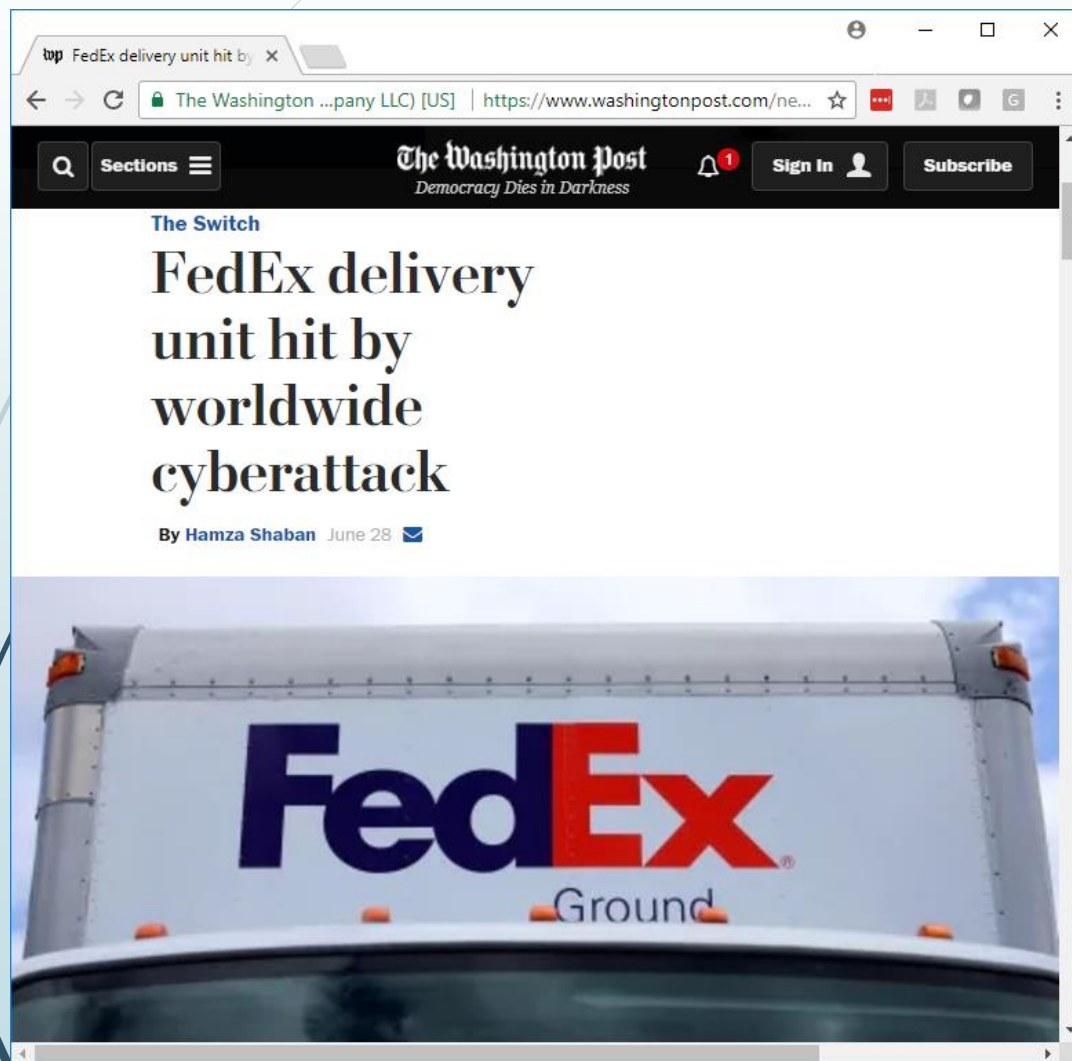 wp FedEx delivery unit hit by
The Washington ...pany LLC) [US] | https://www.washingtonpost.com/ne...
G
Sections
The Washington Post
Democracy Dies in Darkness
1
Sign In
Subscribe
The Switch
FedEx delivery
unit hit by
worldwide
cyberattack
By Hamza Shaban June 28
FedEx®
Ground